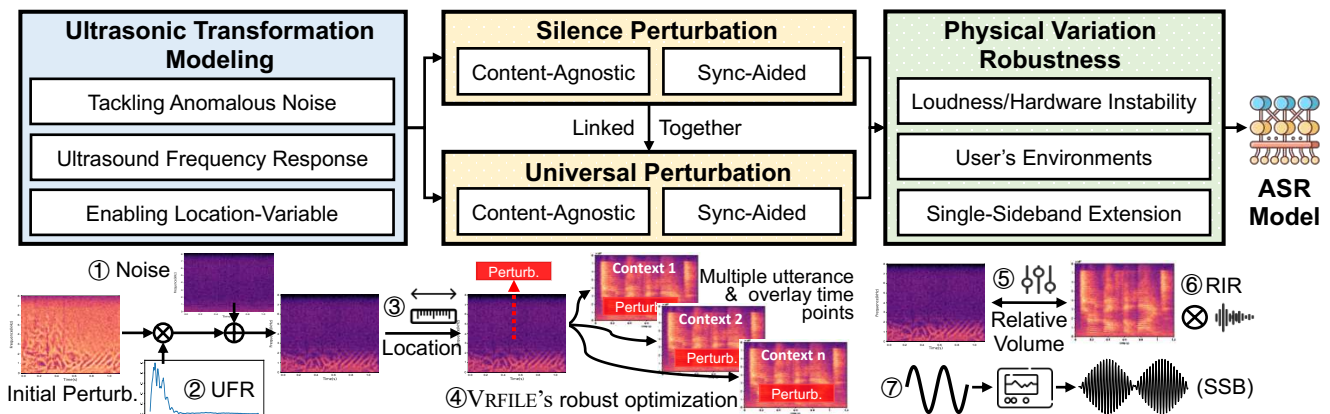 Ultrasonic Transformation
Modeling
Tackling Anomalous Noise
Ultrasound Frequency Response
Enabling Location-Variable
Silence Perturbation
Content-Agnostic
Sync-Aided
Linked Together
Universal Perturbation
Content-Agnostic
Sync-Aided
Physical Variation
Robustness
Loudness/Hardware Instability
User's Environments
Single-Sideband Extension
ASR
Model
① Noise
Initial Perturb.
② UFR
③
Location
Perturb.
④VRFILE's robust optimization
Context 1
Perturb.
Context 2
Perturb.
Context n
Perturb.
Multiple utterance
& overlay time
points
⑤
Relative
Volume
⑥ RIR
⑦
(SSB)